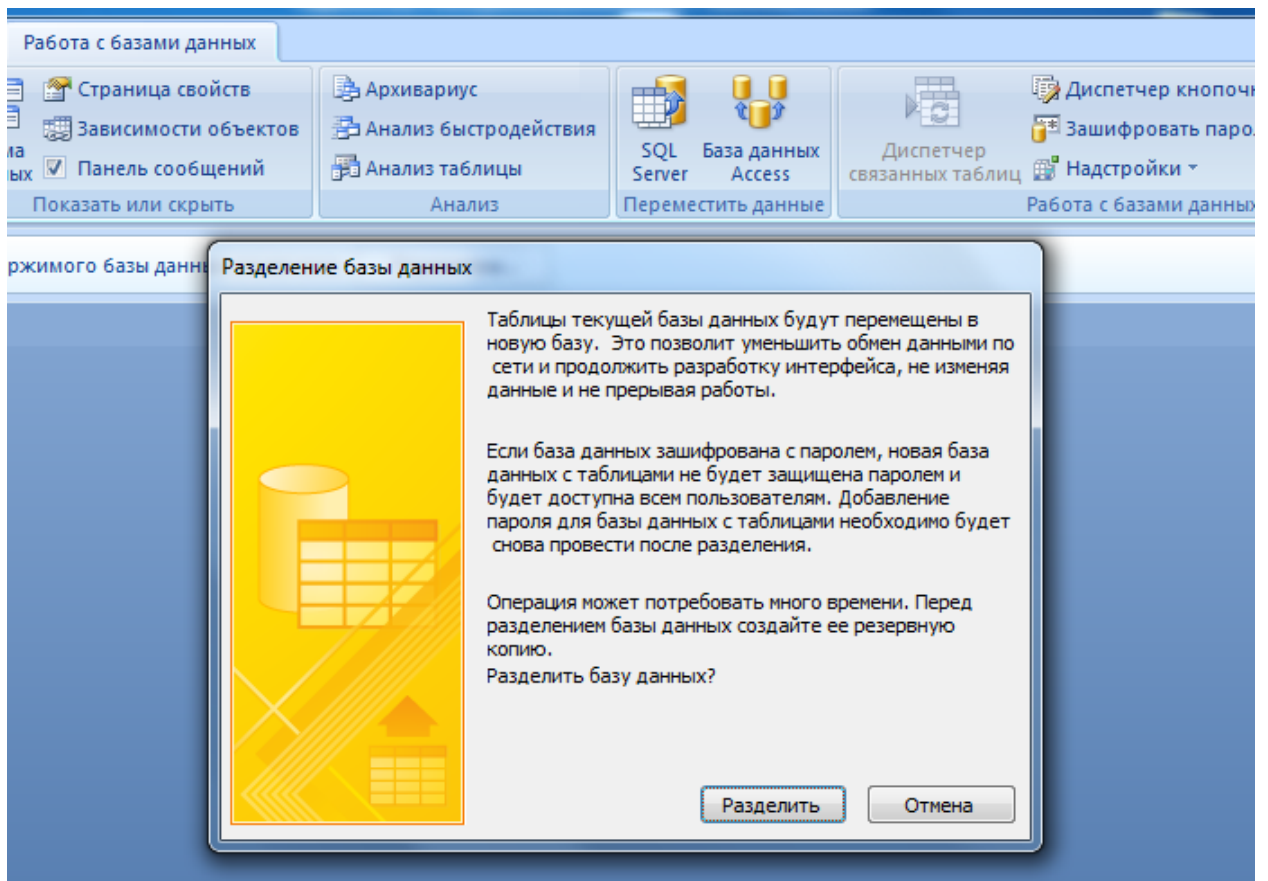 Работа с базами данных
Страница свойств
Зависимости объектов
Панель сообщений
Показать или скрыть
Архивариус
Анализ быстродействия
Анализ таблицы
Анализ
SQL Server
База данных Access
Переместить данные
Диспетчер связанных таблиц
Диспетчер кнопочн
Зашифровать паро
Надстройки
Работа с базами данных
ржимого базы данн
Разделение базы данных
Таблицы текущей базы данных будут перемещены в
новую базу. Это позволит уменьшить обмен данными по
сети и продолжить разработку интерфейса, не изменяя
данные и не прерывая работы.
Если база данных зашифрована с паролем, новая база
данных с таблицами не будет защищена паролем и
будет доступна всем пользователям. Добавление
пароля для базы данных с таблицами необходимо будет
снова провести после разделения.
Операция может потребовать много времени. Перед
разделением базы данных создайте ее резервную
копию.
Разделить базу данных?
Разделить
Отмена